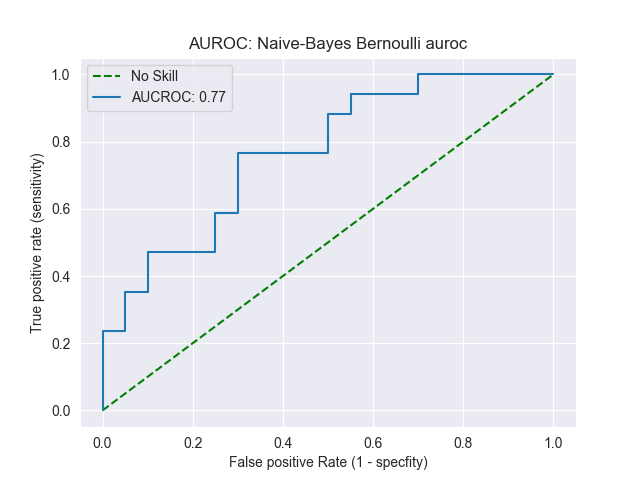 AUROC: Naive-Bayes Bernoulli auroc
No Skill
AUCROC: 0.77
True positive rate (sensitivity)
1.0
0.8
0.6
0.4
0.2
0.0
0.0 0.2 0.4 0.6 0.8 1.0
False positive Rate (1 - specfity)